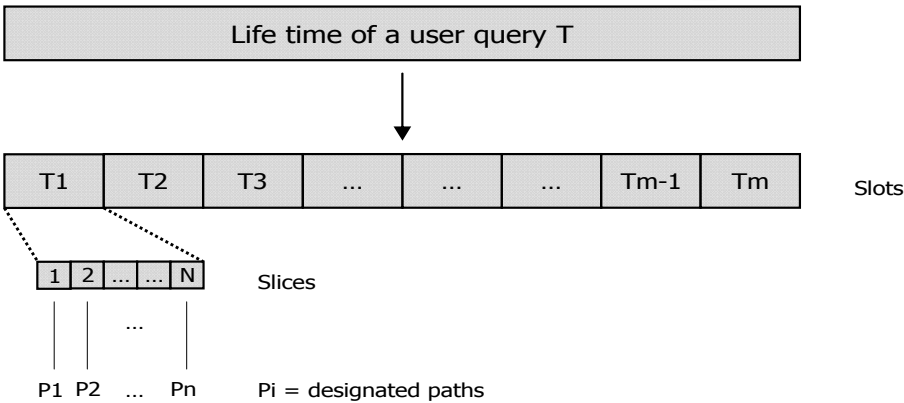 Life time of a user query T
T1 T2 T3 ... ... ... Tm-1 Tm Slots
1 2 ... ... N Slices
...
P1 P2 ... Pn Pi = designated paths